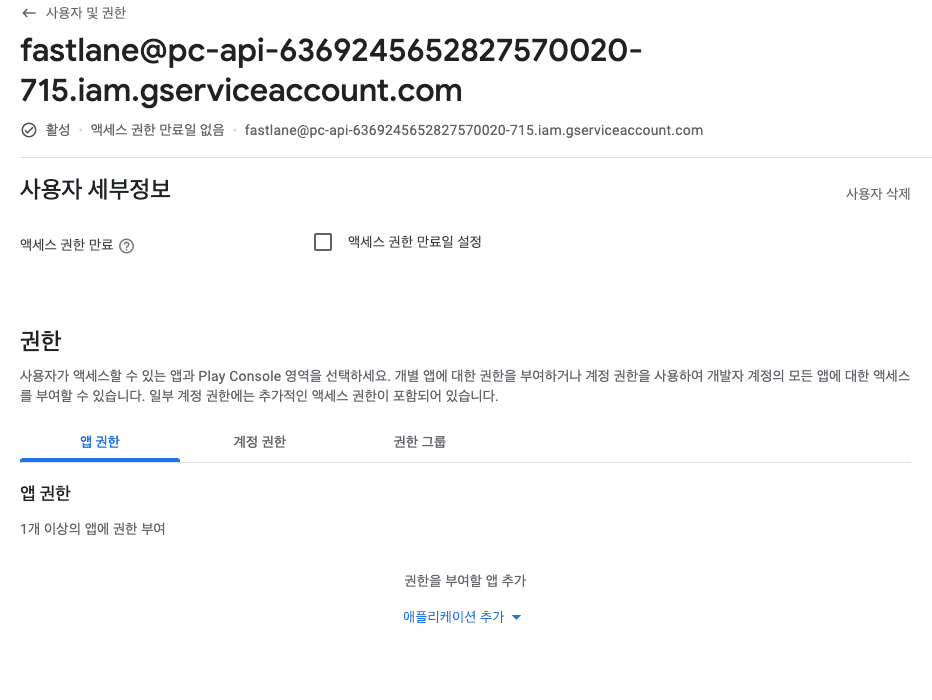 사용자 및 권한
fastlane@pc-api-6369245652827570020-
715.iam.gserviceaccount.com
활성 • 액세스 권한 만료일 없음 • fastlane@pc-api-6369245652827570020-715.iam.gserviceaccount.com
사용자 세부정보
사용자 삭제
액세스 권한 만료
액세스 권한 만료일 설정
권한
사용자가 액세스할 수 있는 앱과 Play Console 영역을 선택하세요. 개별 앱에 대한 권한을 부여하거나 계정 권한을 사용하여 개발자 계정의 모든 앱에 대한 액세스
를 부여할 수 있습니다. 일부 계정 권한에는 추가적인 액세스 권한이 포함되어 있습니다.
앱 권한
계정 권한
권한 그룹
앱 권한
1개 이상의 앱에 권한 부여
권한을 부여할 앱 추가
애플리케이션 추가